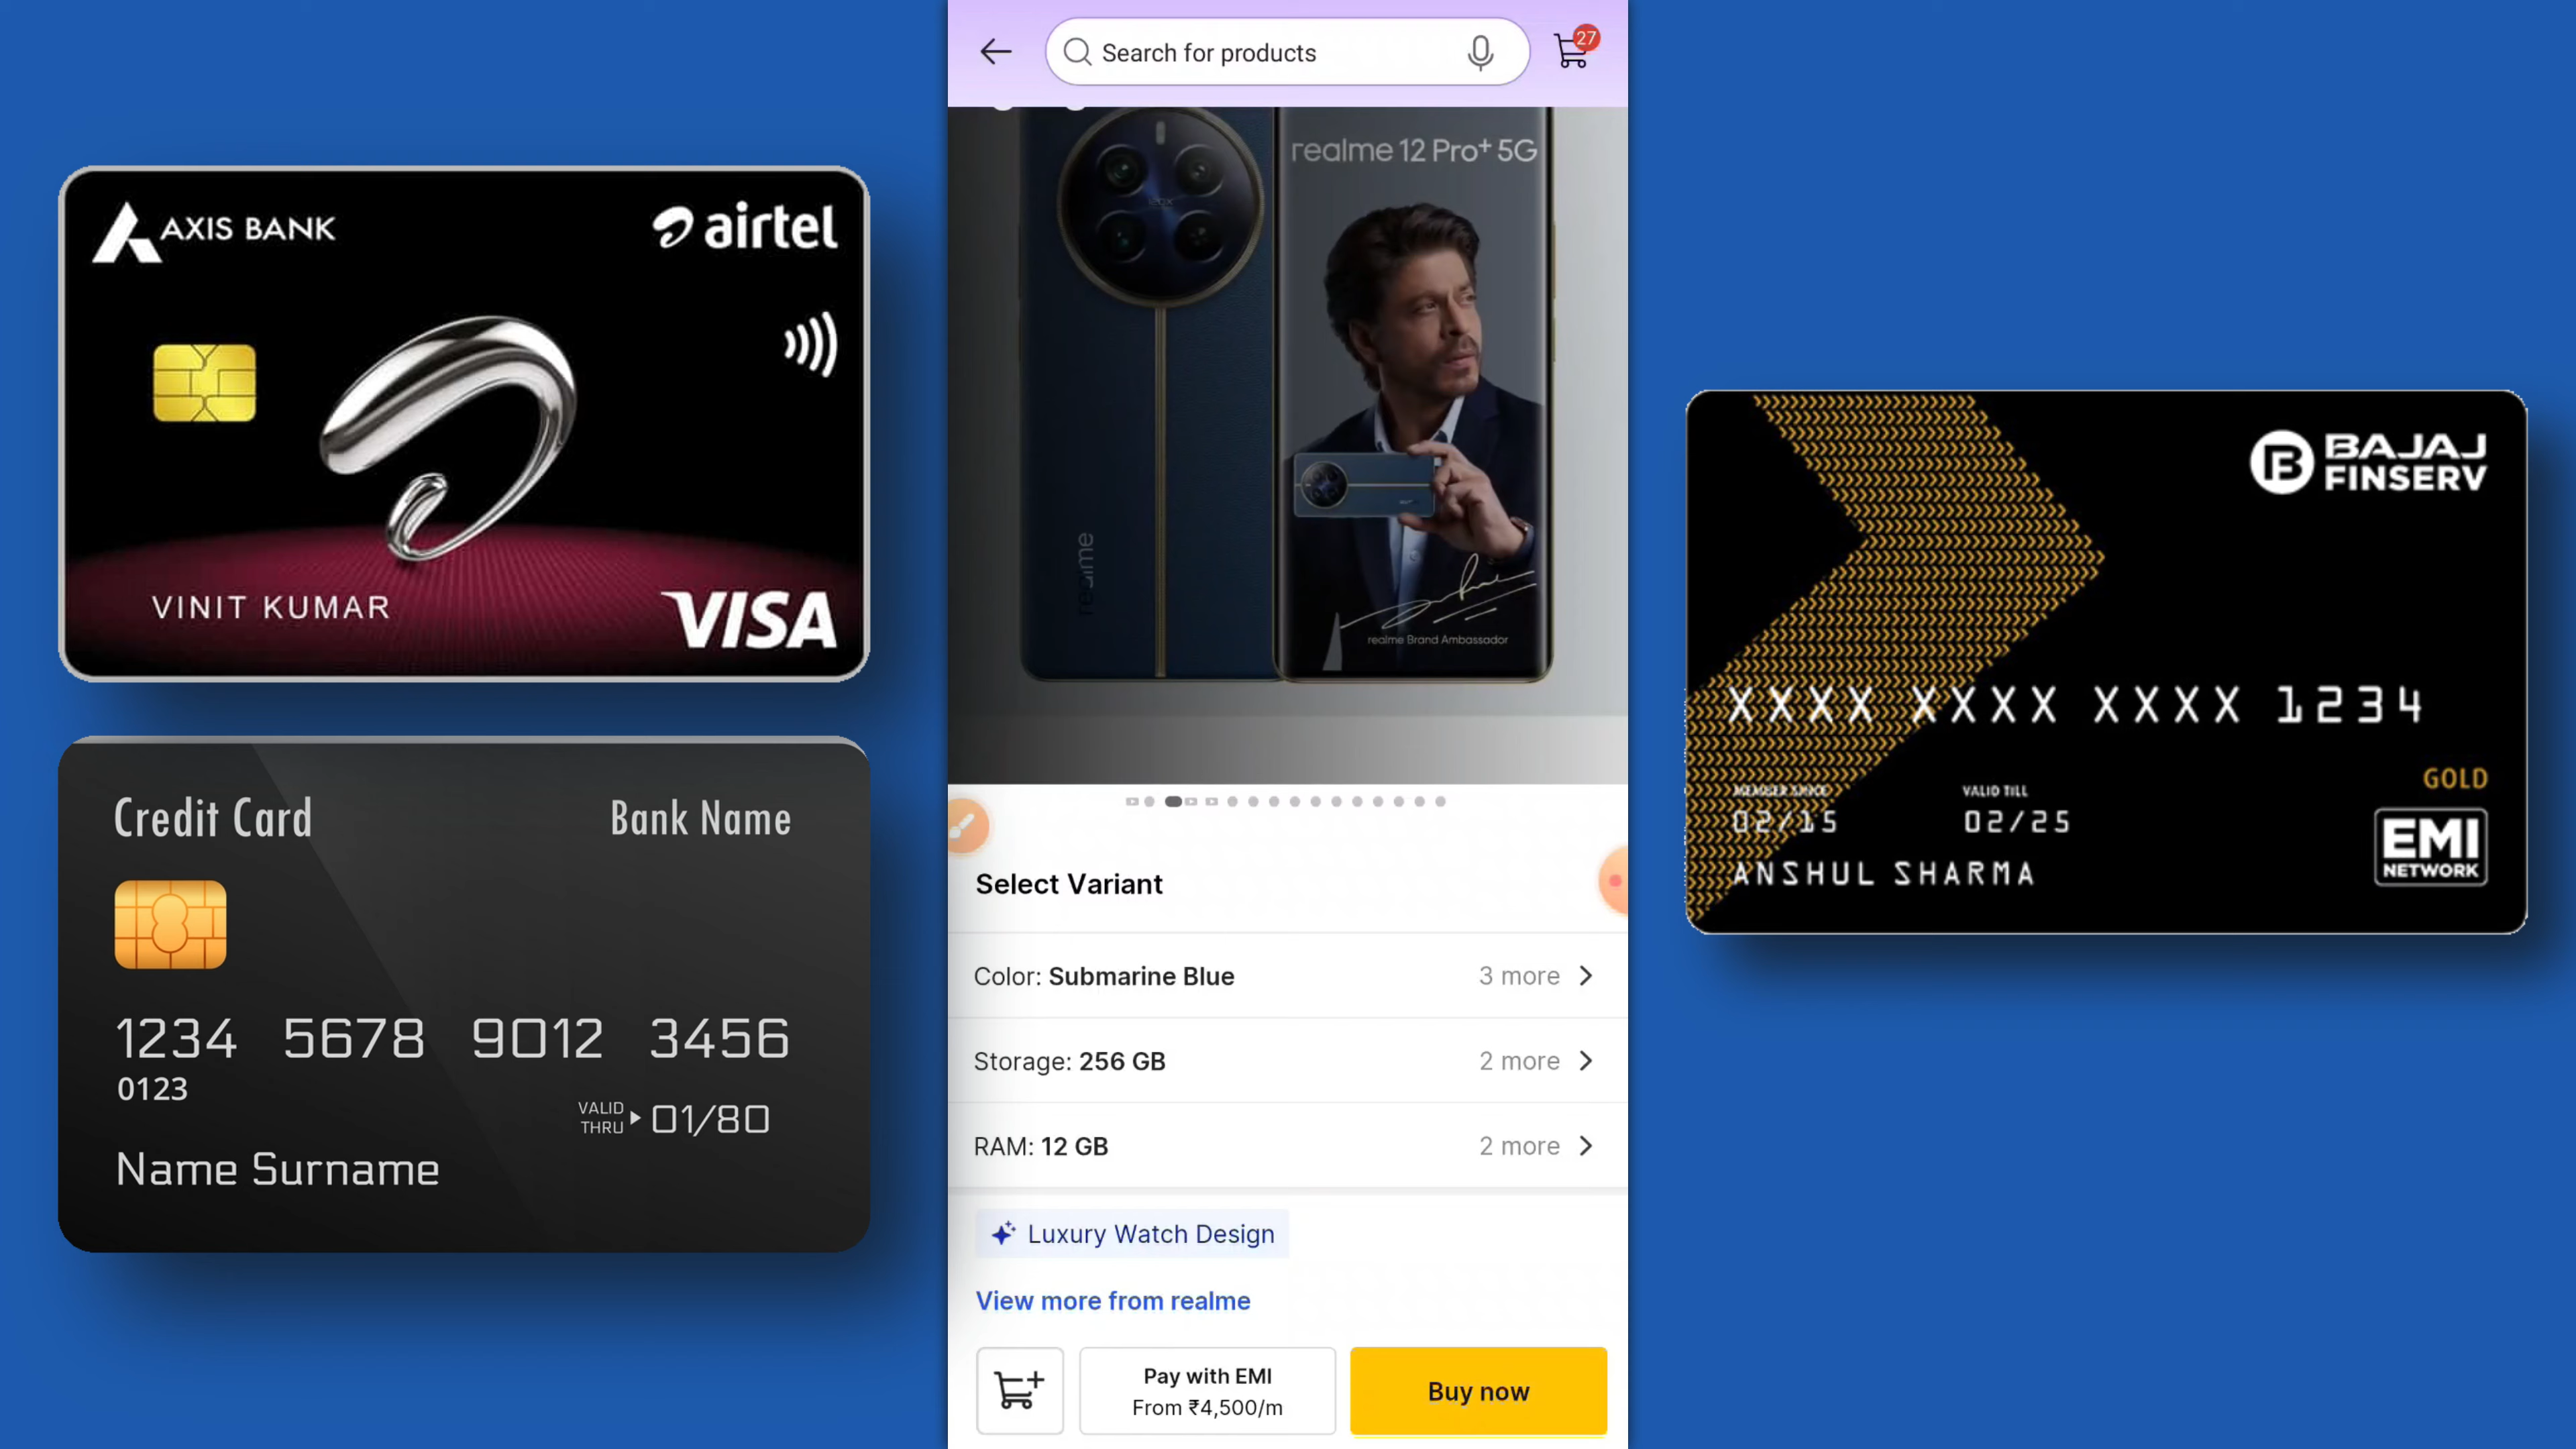 AXIS BANK
airtel
VINIT KUMAR
VISA
Credit Card
Bank Name
1234 5678 9012 3456
0123
VALID
THRU
01/80
Name Surname
Search for products
27
realme 12 Pro+ 5G
realme
realme Brand Ambassador
Select Variant
Color: Submarine Blue
3 more
Storage: 256 GB
2 more
RAM: 12 GB
2 more
Luxury Watch Design
View more from realme
Pay with EMI
From ₹4,500/m
Buy now
BAJAJ
FINSERV
XXXX XXXX XXXX 1234
GOLD
MEMBER SINCE
VALID TILL
02/15
02/25
ANSHUL SHARMA
EMI
NETWORK